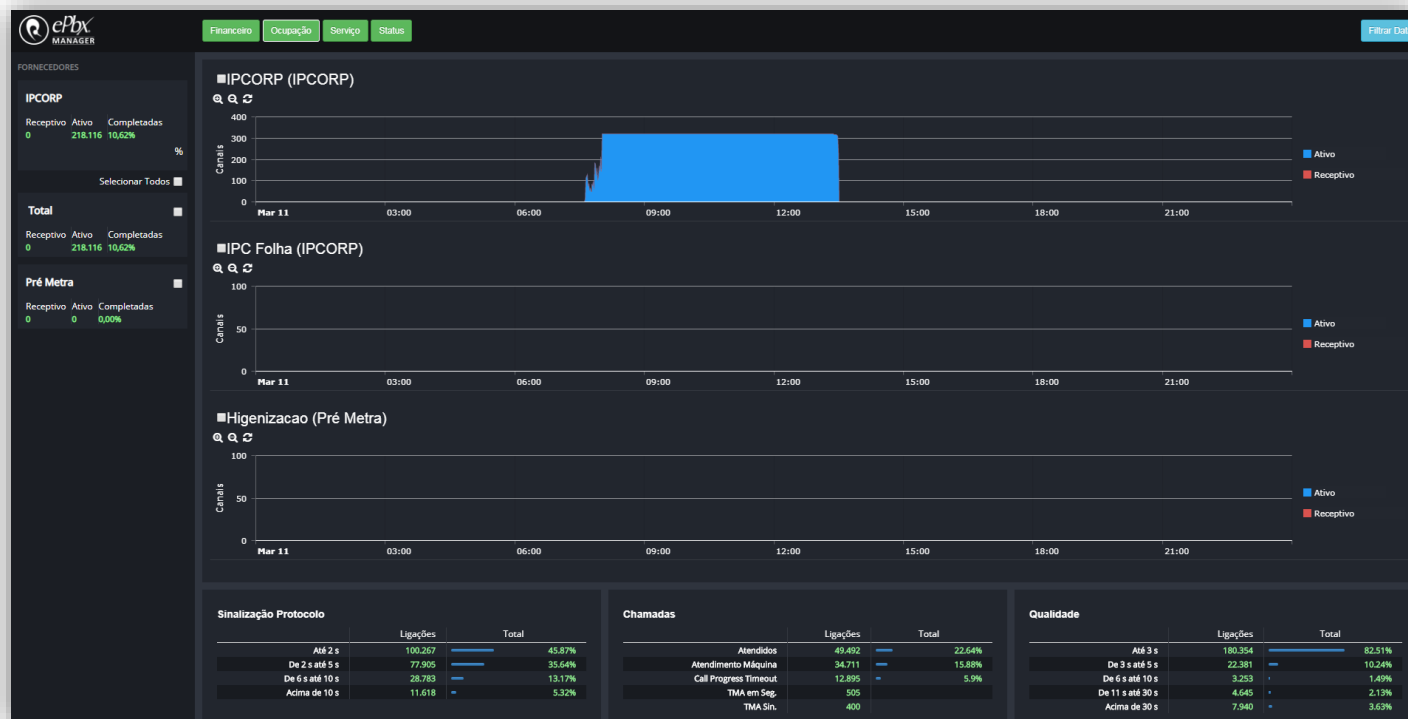 ePbx MANAGER
Financeiro Ocupação Serviço Status
Filtrar Dat
FORNECEDORES
IPCORP
Receptivo Ativo Completadas
0 218.116 10,62%
%
Selecionar Todos
Total
Receptivo Ativo Completadas
0 218.116 10,62%
Pré Metra
Receptivo Ativo Completadas
0 0 0,00%
IPCORP (IPCORP)
400
300
200
100
0
Canais
Mar 11 03:00 06:00 09:00 12:00 15:00 18:00 21:00
Ativo
Receptivo
IPC Folha (IPCORP)
100
50
0
Canais
Mar 11 03:00 06:00 09:00 12:00 15:00 18:00 21:00
Ativo
Receptivo
Higenizacao (Pré Metra)
100
50
0
Canais
Mar 11 03:00 06:00 09:00 12:00 15:00 18:00 21:00
Ativo
Receptivo
Sinalização Protocolo
Ligações Total
Até 2 s 100.267 45.87%
De 2 s até 5 s 77.905 35.64%
De 6 s até 10 s 28.783 13.17%
Acima de 10 s 11.618 5.32%
Chamadas
Ligações Total
Atendidos 49.492 22.64%
Atendimento Máquina 34.711 15.88%
Call Progress Timeout 12.895 5.9%
TMA em Seg. 505
TMA Sin. 400
Qualidade
Ligações Total
Até 3 s 180.354 82.51%
De 3 s até 5 s 22.381 10.24%
De 6 s até 10 s 3.253 1.49%
De 11 s até 30 s 4.645 2.13%
Acima de 30 s 7.940 3.63%